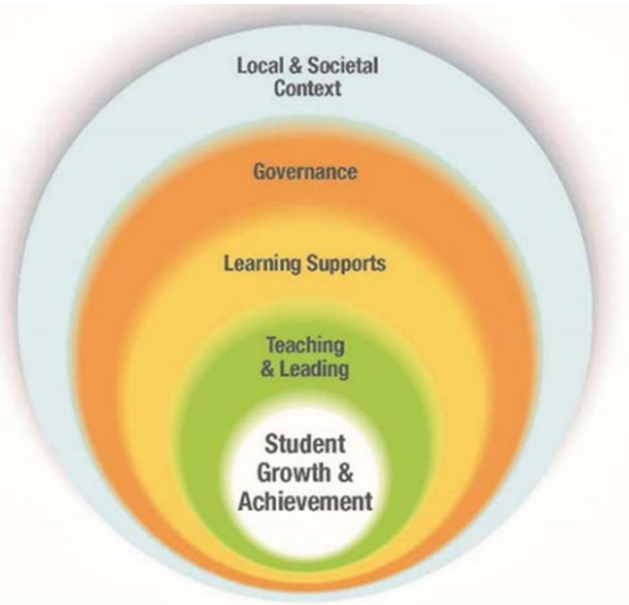 Local & Societal
Context
Governance
Learning Supports
Teaching
& Leading
Student
Growth &
Achievement